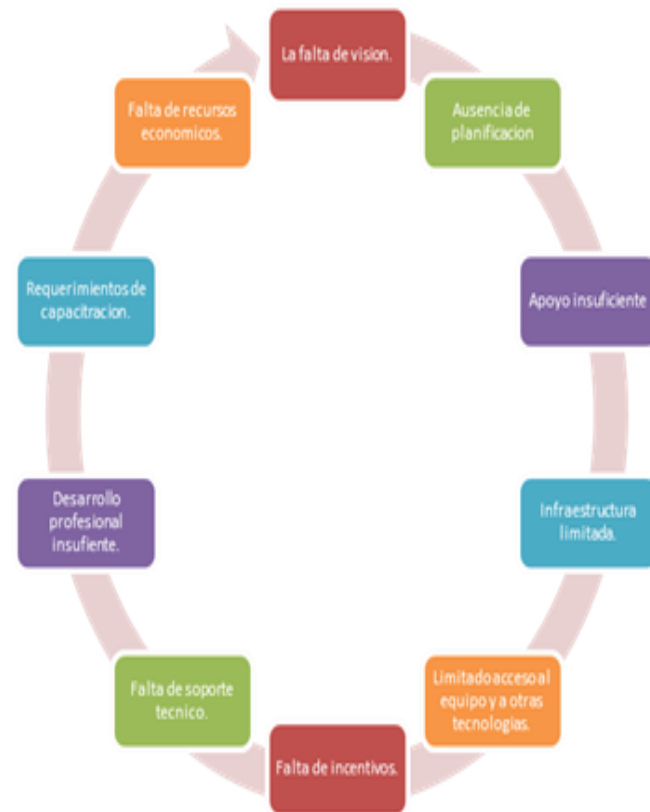 La falta de vision.
Ausencia de
planificacion
Apoyo insuficiente
Infraestructura
limitada.
Limitado acceso al
equipo y a otras
tecnologias.
Falta de incentivos.
Falta de soporte
tecnico.
Desarrollo
profesional
insufiente.
Requerimientos de
capacitracion.
Falta de recursos
economicos.